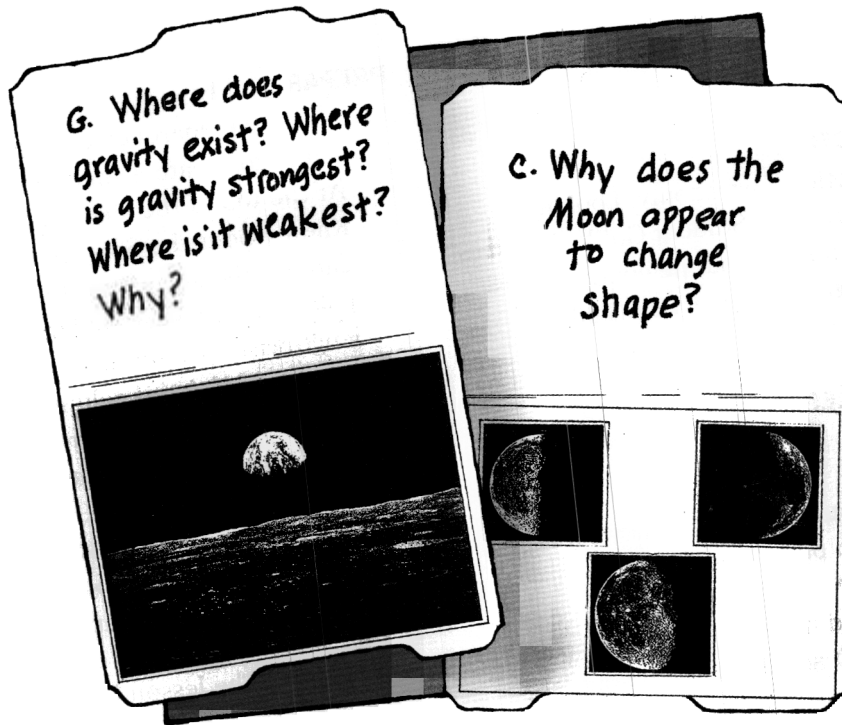 G. Where does
gravity exist? Where
is gravity strongest?
Where is it weakest?
Why?
C. Why does the
Moon appear
to change
shape?